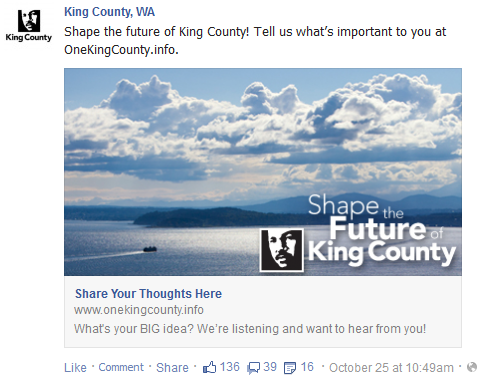 King County, WA
Shape the future of King County! Tell us what's important to you at
OneKingCounty.info.
King County
Shape the
Future of
King County
Share Your Thoughts Here
www.onekingcounty.info
What's your BIG idea? We're listening and want to hear from you!
Like · Comment · Share · 136 39 16 · October 25 at 10:49am ·